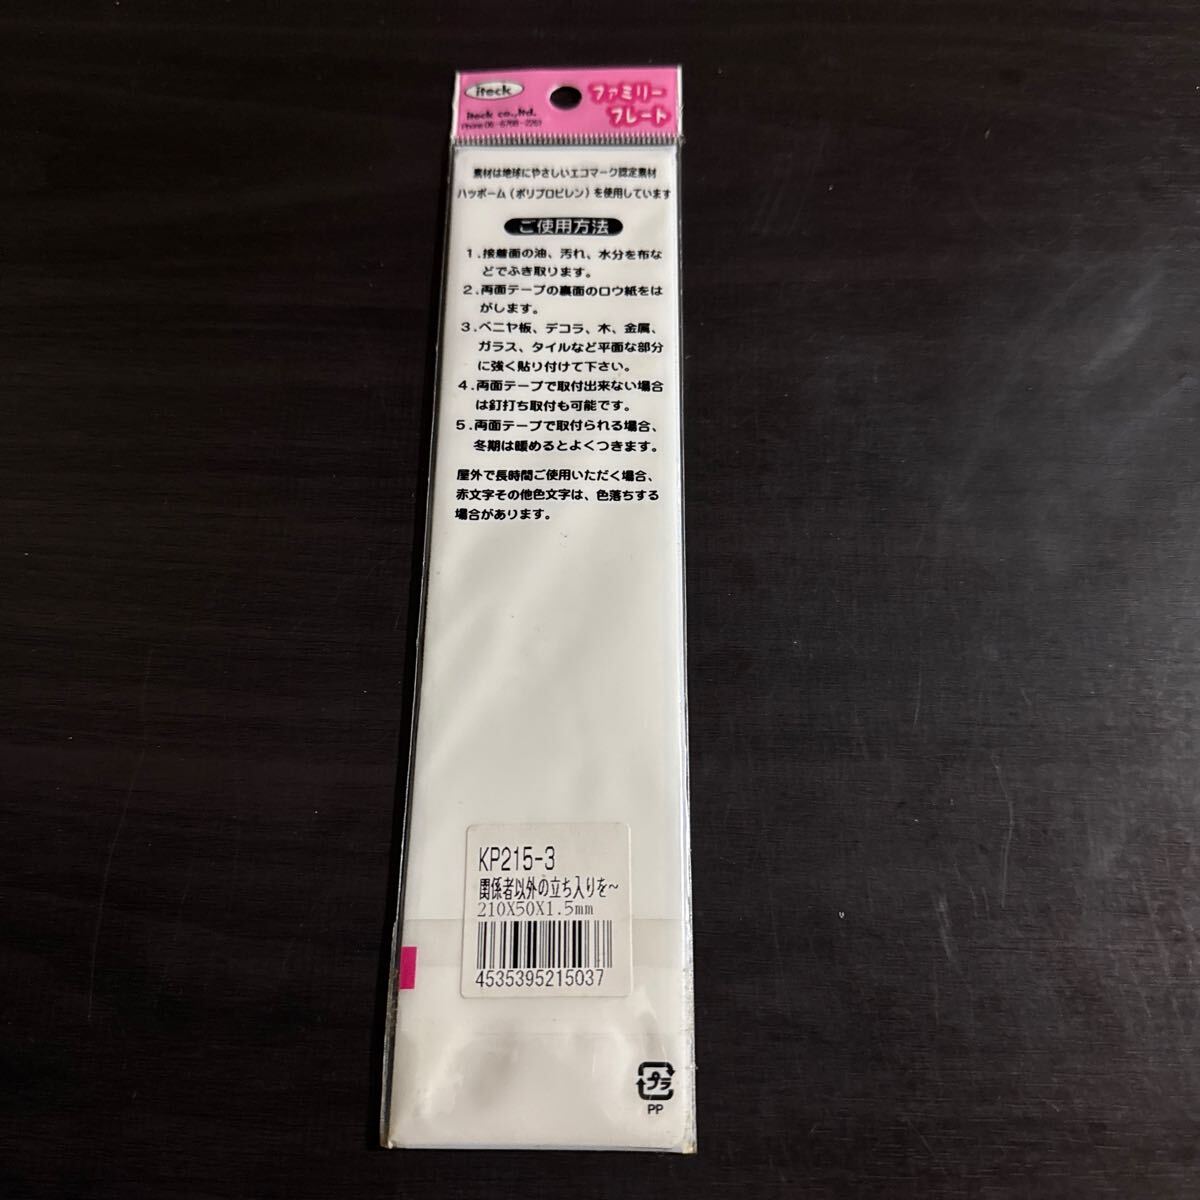 iteck
iteck co.,ltd.
ファミリー
プレート
素材は地球にやさしいエコマーク認定素材
ハッポーム（ポリプロピレン）を使用しています
ご使用方法
1.接着面の油、汚れ、水分を布な
どでふき取ります。
2.両面テープの裏面のロウ紙をは
がします。
3.ベニヤ板、デコラ、木、金属、
ガラス、タイルなど平面な部分
に強く貼り付けて下さい。
4.両面テープで取付出来ない場合
は釘打ち取付も可能です。
5.両面テープで取付られる場合、
冬期は暖めるとよくつきます。
屋外で長時間ご使用いただく場合、
赤文字その他色文字は、色落ちする
場合があります。
KP215-3
関係者以外の立ち入りを～
210X50X1.5mm
4535395215037
プラ
PP